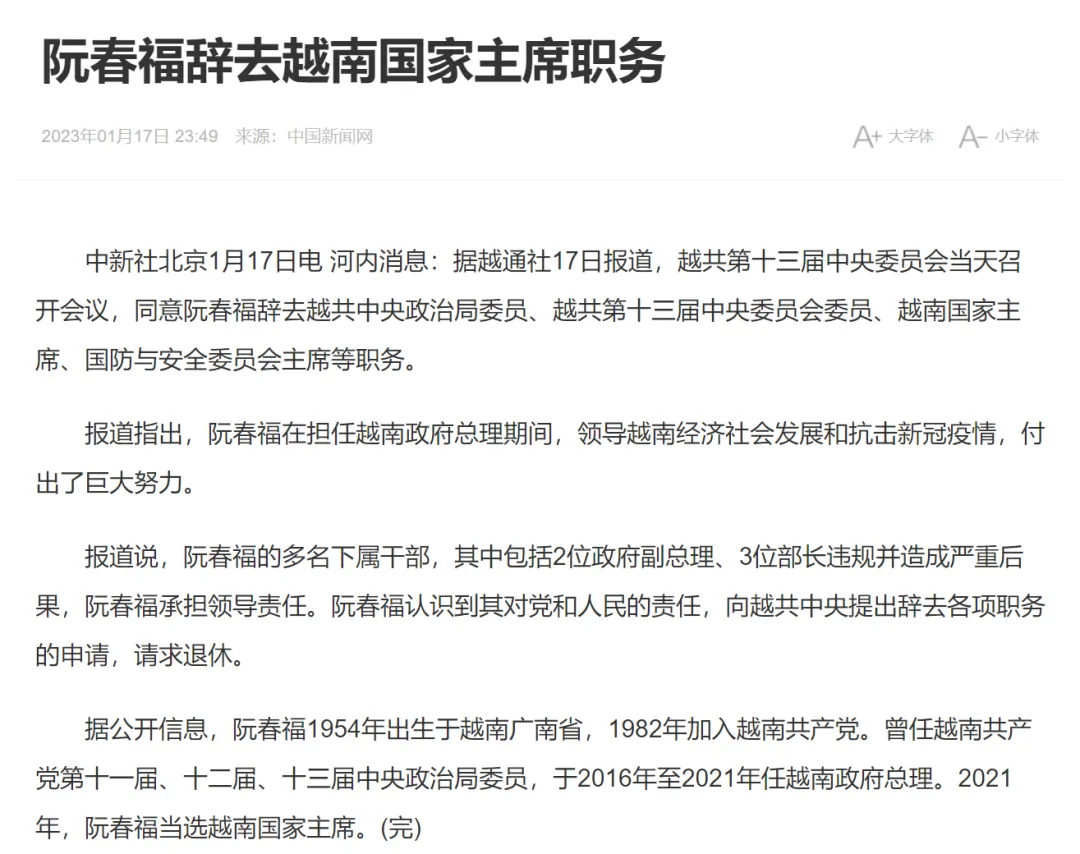 阮春福辞去越南国家主席职务
2023年01月17日 23:49 来源：中国新闻网 A+ 大字体 A- 小字体
中新社北京1月17日电 河内消息：据越通社17日报道，越共第十三届中央委员会当天召
开会议，同意阮春福辞去越共中央政治局委员、越共第十三届中央委员会委员、越南国家主
席、国防与安全委员会主席等职务。
报道指出，阮春福在担任越南政府总理期间，领导越南经济社会发展和抗击新冠疫情，付
出了巨大努力。
报道说，阮春福的多名下属干部，其中包括2位政府副总理、3位部长违规并造成严重后
果，阮春福承担领导责任。阮春福认识到其对党和人民的责任，向越共中央提出辞去各项职务
的申请，请求退休。
据公开信息，阮春福1954年出生于越南广南省，1982年加入越南共产党。曾任越南共产
党第十一届、十二届、十三届中央政治局委员，于2016年至2021年任越南政府总理。2021
年，阮春福当选越南国家主席。(完)